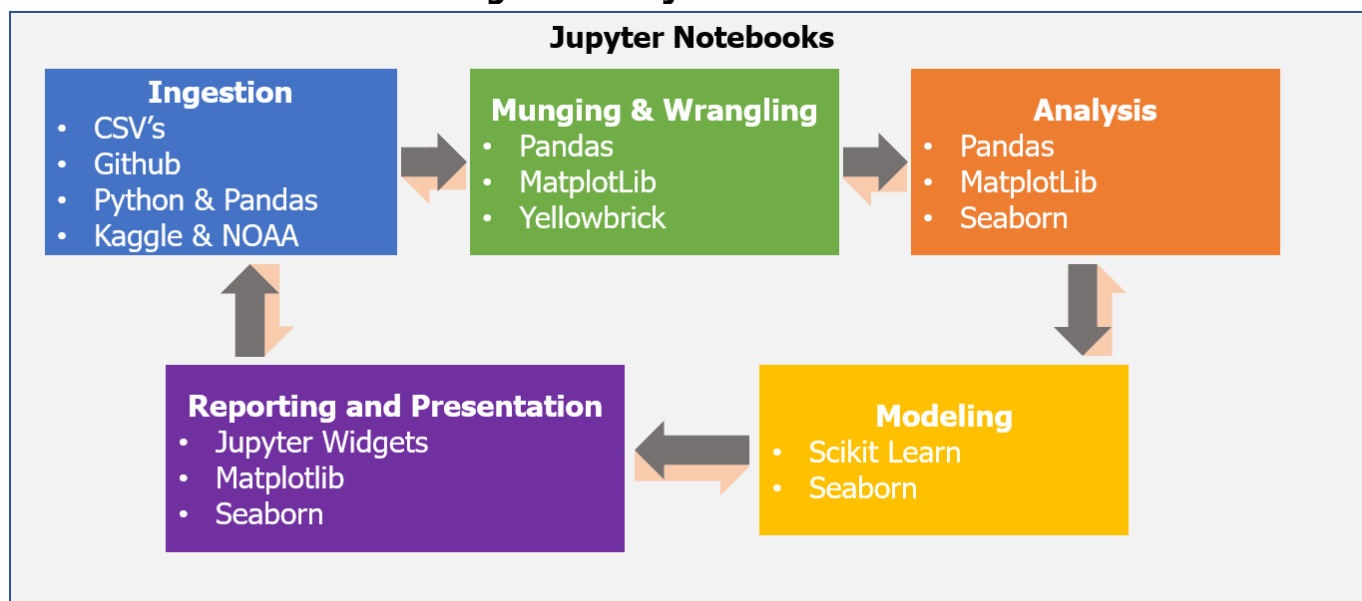 Jupyter Notebooks
Ingestion
• CSV's
• Github
• Python & Pandas
• Kaggle & NOAA
Munging & Wrangling
• Pandas
• MatplotLib
• Yellowbrick
Analysis
• Pandas
• MatplotLib
• Seaborn
Reporting and Presentation
• Jupyter Widgets
• Matplotlib
• Seaborn
Modeling
• Scikit Learn
• Seaborn